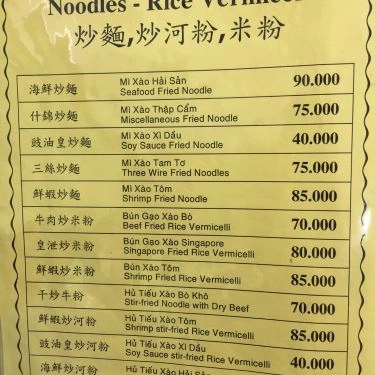 Noodles - Rice Vermicelli
炒麵,炒河粉,米粉
海鮮炒麵 Mì Xào Hải Sản 90.000
Seafood Fried Noodle
什錦炒麵 Mì Xào Thập Cẩm 75.000
Miscellaneous Fried Noodle
豉油皇炒麵 Mì Xào Xì Dầu 40.000
Soy Sauce Fried Noodle
三絲炒麵 Mì Xào Tam Tơ 75.000
Three Wire Fried Noodles
鮮蝦炒麵 Mì Xào Tôm 85.000
Shrimp Fried Noodle
牛肉炒米粉 Bún Gạo Xào Bò 70.000
Beef Fried Rice Vermicelli
星洲炒米粉 Bún Gạo Xào Singapore 80.000
Singapore Fried Rice Vermicelli
鮮蝦炒米粉 Bún Xào Tôm 85.000
Shrimp Fried Rice Vermicelli
干炒牛粉 Hủ Tiếu Xào Bò Khô 70.000
Stir-fried Noodle with Dry Beef
鮮蝦炒河粉 Hủ Tiếu Xào Tôm 85.000
Shrimp stir-fried Rice Vermicelli
豉油皇炒河粉 Hủ Tiếu Xào Xì Dầu 40.000
Soy Sauce stir-fried Rice Vermicelli
海鮮炒河粉 Hủ Tiếu Xào Hải Sản